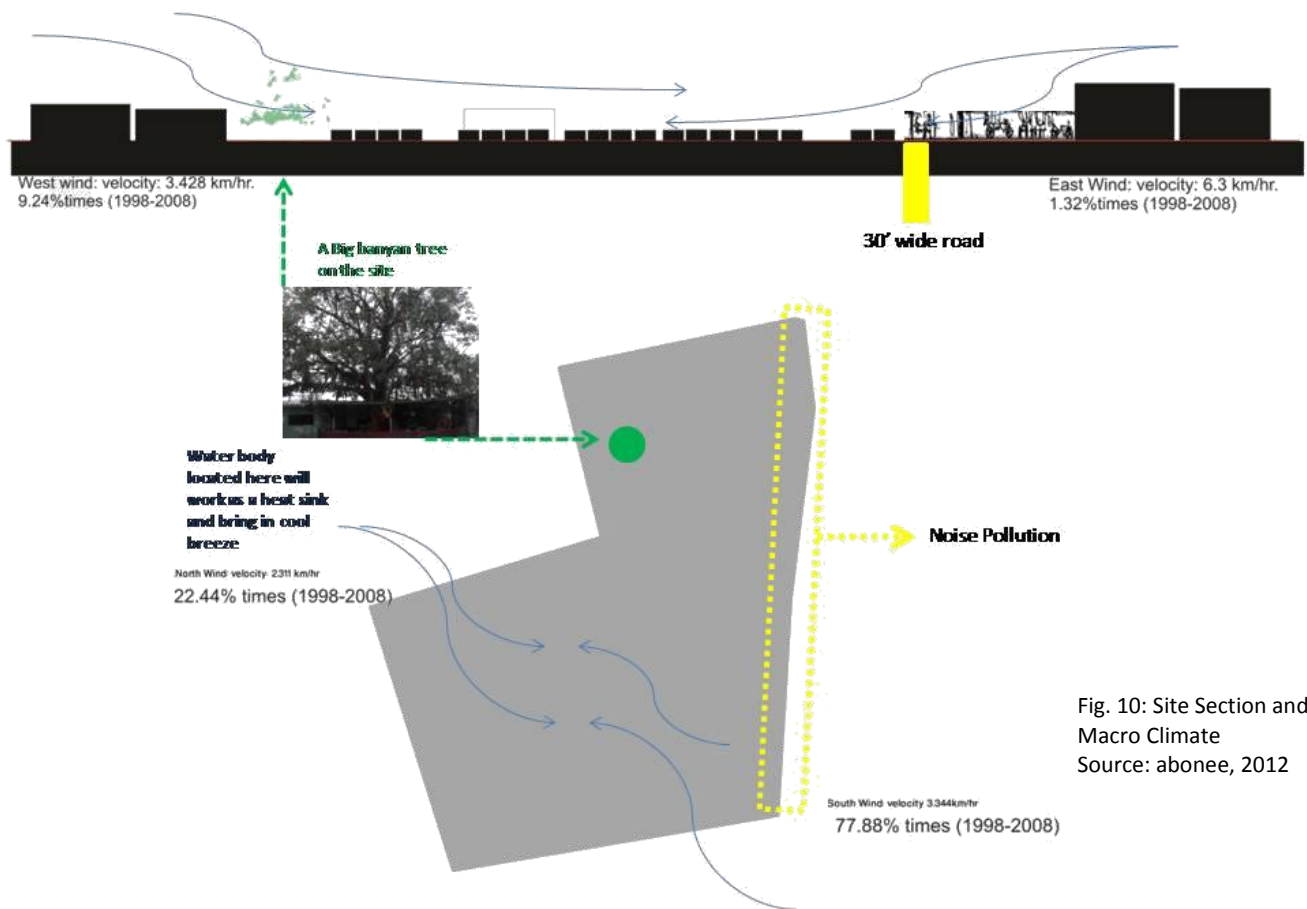 West wind: velocity: 3.428 km/hr.
9.24%times (1998-2008)
East Wind: velocity: 6.3 km/hr.
1.32%times (1998-2008)
30' wide road
A Big banyan tree
on the site
Water body
located here will
work as a heat sink
and bring in cool
breeze
North Wind velocity 2.311 km/hr
22.44% times (1998-2008)
Noise Pollution
South Wind velocity 3.344km/hr
77.88% times (1998-2008)
Fig. 10: Site Section and
Macro Climate
Source: abonee, 2012